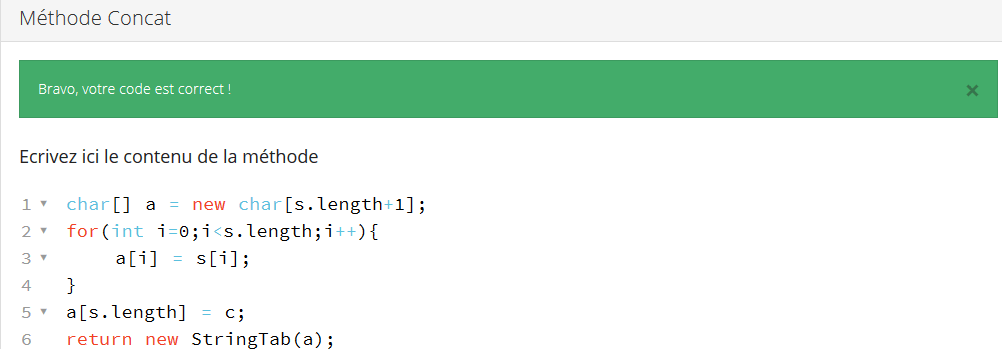 Méthode Concat
Bravo, votre code est correct !
×
Ecrivez ici le contenu de la méthode
1 ▾ char[] a = new char[s.length+1];
2 ▾ for(int i=0;i<s.length;i++){
3 ▾ a[i] = s[i];
4 }
5 ▾ a[s.length] = c;
6 return new StringTab(a);